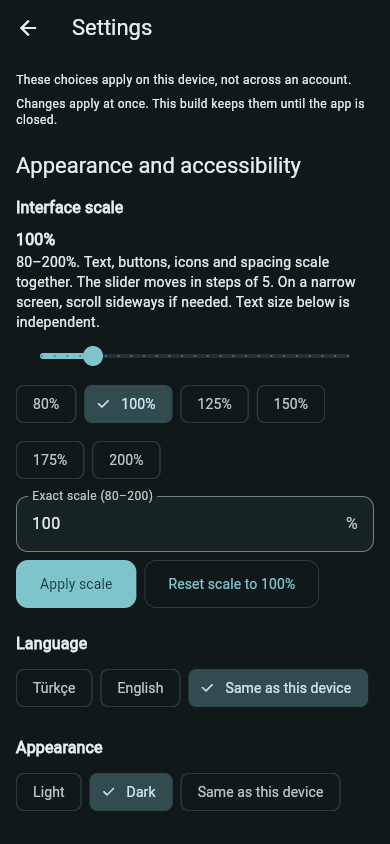 Settings
These choices apply on this device, not across an account.
Changes apply at once. This build keeps them until the app is
closed.
Appearance and accessibility
Interface scale
100%
80–200%. Text, buttons, icons and spacing scale
together. The slider moves in steps of 5. On a narrow
screen, scroll sideways if needed. Text size below is
independent.
80% 100% 125% 150%
175% 200%
Exact scale (80–200)
100 %
Apply scale Reset scale to 100%
Language
Türkçe English Same as this device
Appearance
Light Dark Same as this device